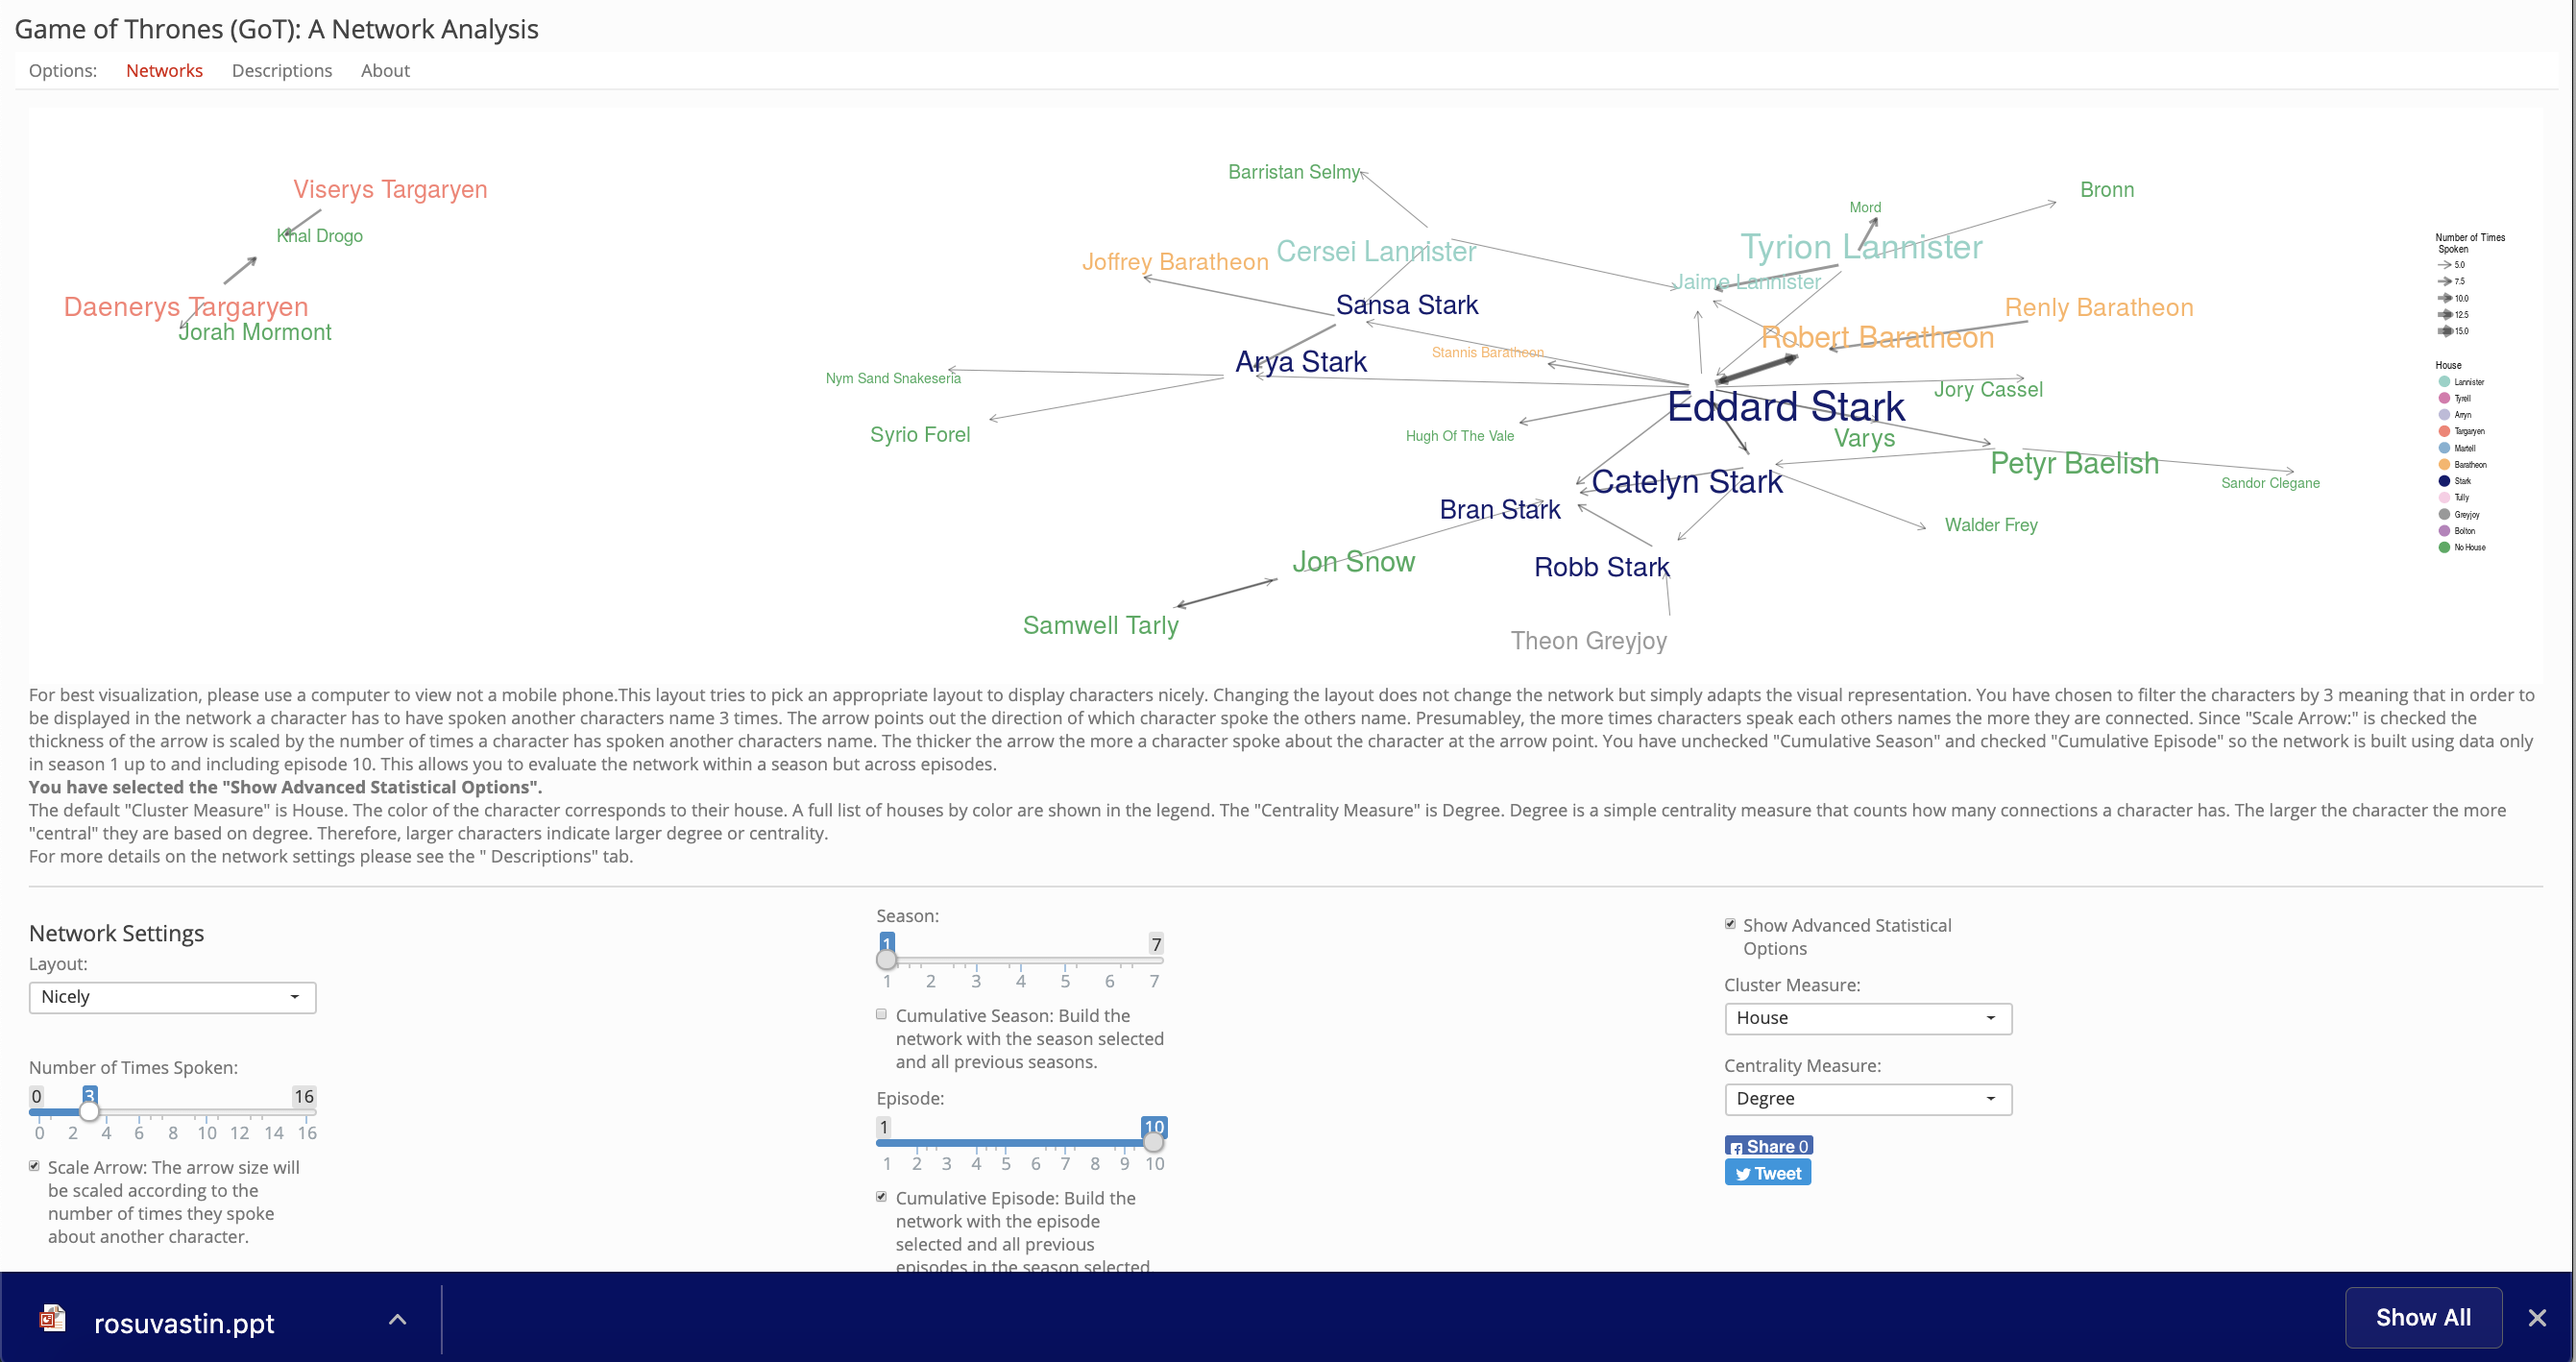 Game of Thrones (GoT): A Network Analysis
Options: Networks Descriptions About
Barristan Selmy
Viserys Targaryen
Bronn
Mord
Khal Drogo
Tyrion Lannister
Cersei Lannister
Joffrey Baratheon
Jaime Lannister
Daenerys Targaryen
Sansa Stark
Renly Baratheon
Jorah Mormont
Robert Baratheon
Stannis Baratheon
Arya Stark
Nym Sand Snakeseria
Jory Cassel
Eddard Stark
Syrio Forel
Hugh Of The Vale
Varys
Petyr Baelish
Catelyn Stark
Sandor Clegane
Bran Stark
Walder Frey
Jon Snow
Robb Stark
Samwell Tarly
Theon Greyjoy
Number of Times
Spoken
5.0
7.5
10.0
12.5
15.0
House
Lannister
Tyrell
Arryn
Targaryen
Martell
Baratheon
Stark
Tully
Greyjoy
Bolton
No House
For best visualization, please use a computer to view not a mobile phone.This layout tries to pick an appropriate layout to display characters nicely. Changing the layout does not change the network but simply adapts the visual representation. You have chosen to filter the characters by 3 meaning that in order to
be displayed in the network a character has to have spoken another characters name 3 times. The arrow points out the direction of which character spoke the others name. Presumabley, the more times characters speak each others names the more they are connected. Since "Scale Arrow:" is checked the
thickness of the arrow is scaled by the number of times a character has spoken another characters name. The thicker the arrow the more a character spoke about the character at the arrow point. You have unchecked "Cumulative Season" and checked "Cumulative Episode" so the network is built using data only
in season 1 up to and including episode 10. This allows you to evaluate the network within a season but across episodes.
You have selected the "Show Advanced Statistical Options".
The default "Cluster Measure" is House. The color of the character corresponds to their house. A full list of houses by color are shown in the legend. The "Centrality Measure" is Degree. Degree is a simple centrality measure that counts how many connections a character has. The larger the character the more
"central" they are based on degree. Therefore, larger characters indicate larger degree or centrality.
For more details on the network settings please see the " Descriptions" tab.
Network Settings
Layout:
Nicely
Number of Times Spoken:
0 3 16
0 2 4 6 8 10 12 14 16
Scale Arrow: The arrow size will
be scaled according to the
number of times they spoke
about another character.
Season:
1 7
1 2 3 4 5 6 7
Cumulative Season: Build the
network with the season selected
and all previous seasons.
Episode:
1 10
1 2 3 4 5 6 7 8 9 10
Cumulative Episode: Build the
network with the episode
selected and all previous
episodes in the season selected
Show Advanced Statistical
Options
Cluster Measure:
House
Centrality Measure:
Degree
Share 0
Tweet
rosuvastin.ppt
Show All